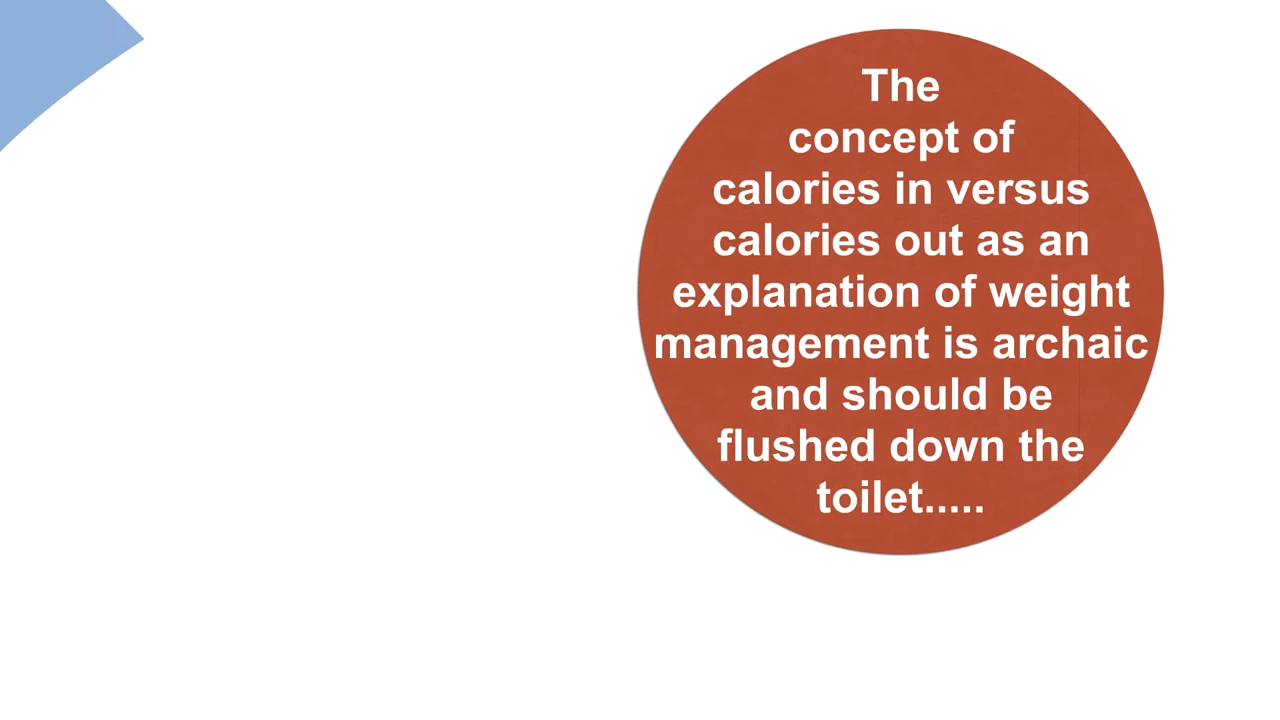 The
concept of
calories in versus
calories out as an
explanation of weight
management is archaic
and should be
flushed down the
toilet.....